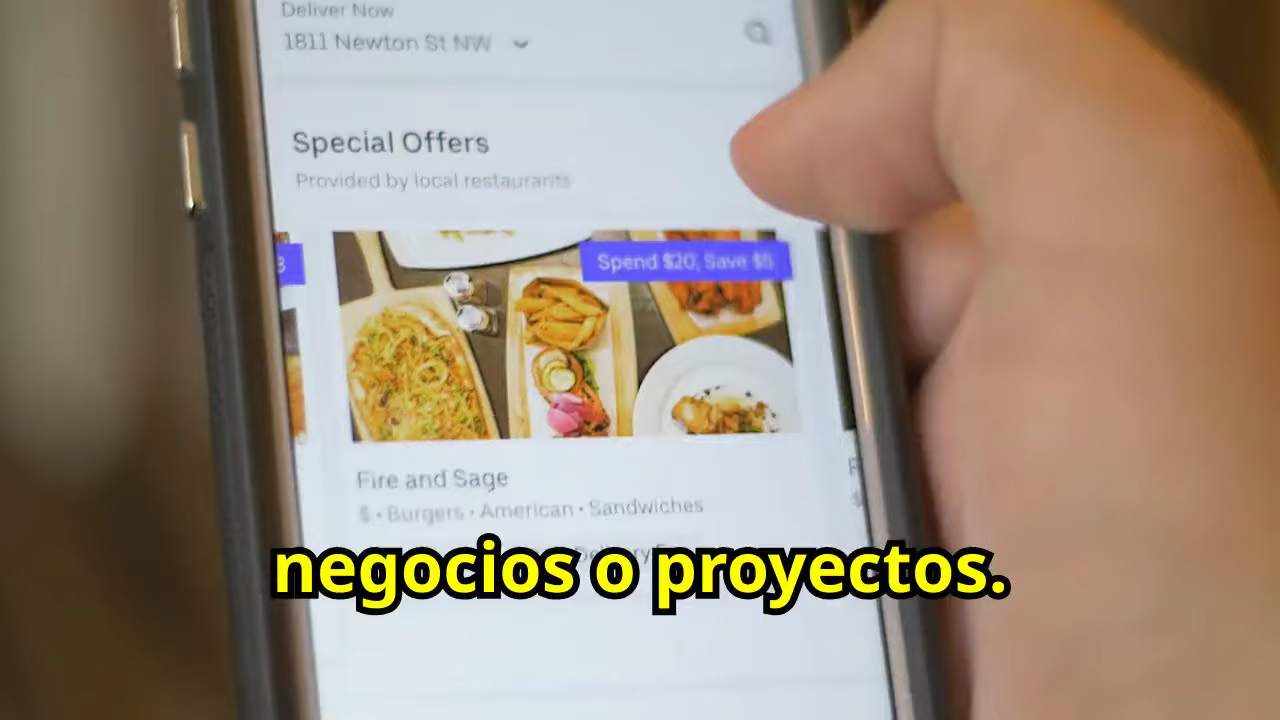 Deliver Now
1811 Newton St NW
Special Offers
Provided by local restaurants
Spend $20, Save $5
Fire and Sage
$ • Burgers • American • Sandwiches
negocios o proyectos.